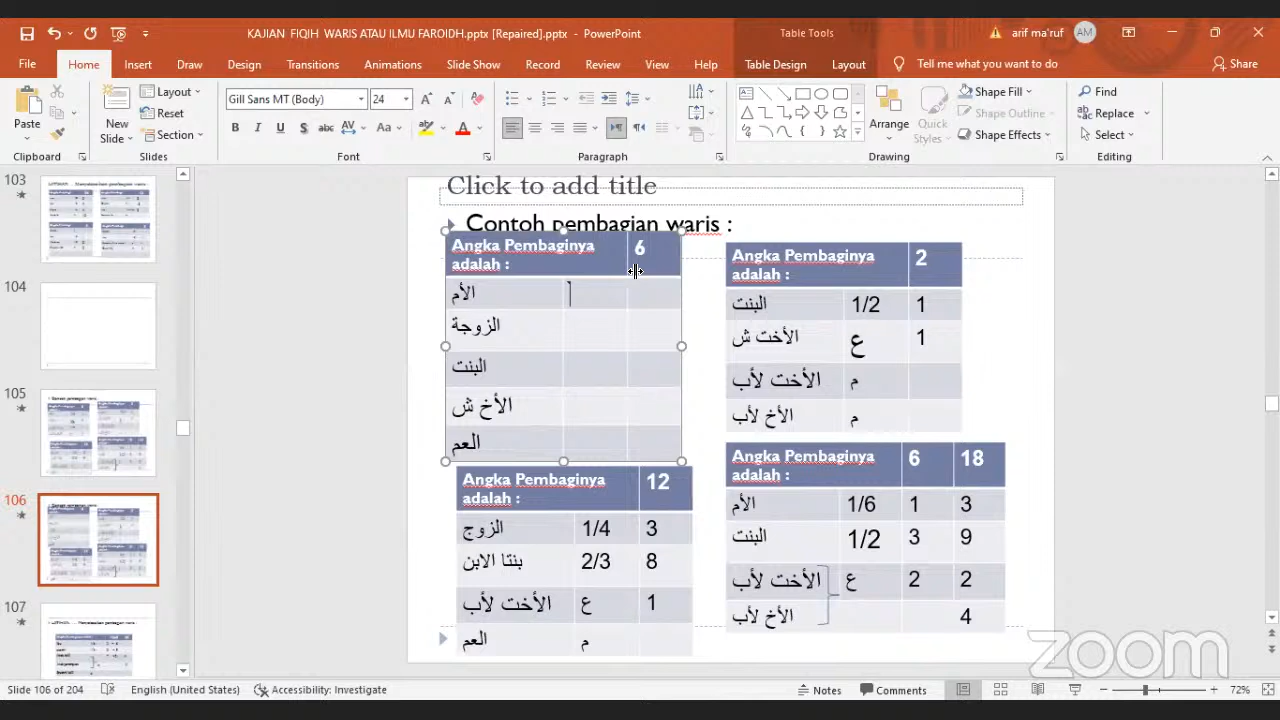 KAJIAN FIQIH WARIS ATAU ILMU FAROIDH.pptx [Repaired].pptx - PowerPoint
Table Tools
arif ma'ruf
AM
File
Home
Insert
Draw
Design
Transitions
Animations
Slide Show
Record
Review
View
Help
Table Design
Layout
Tell me what you want to do
Share
Paste
Clipboard
New Slide
Layout
Reset
Section
Slides
Gill Sans MT (Body)
24
Font
Paragraph
Arrange
Quick Styles
Shape Fill
Shape Outline
Shape Effects
Drawing
Find
Replace
Select
Editing
103
104
105
106
107
Click to add title
Contoh pembagian waris :
Angka Pembaginya adalah : 6
الأم
الزوجة
البنت
الأخ ش
العم
Angka Pembaginya adalah : 2
البنت 1/2 1
الأخت ش ع 1
الأخت لأب م
الأخ لأب م
Angka Pembaginya adalah : 12
الزوج 1/4 3
بنتا الابن 2/3 8
الأخت لأب ع 1
العم م
Angka Pembaginya adalah : 6 18
الأم 1/6 1 3
البنت 1/2 3 9
الأخت لأب ع 2 2
الأخ لأب 4
zoom
Slide 106 of 204
English (United States)
Accessibility: Investigate
Notes
Comments
72%